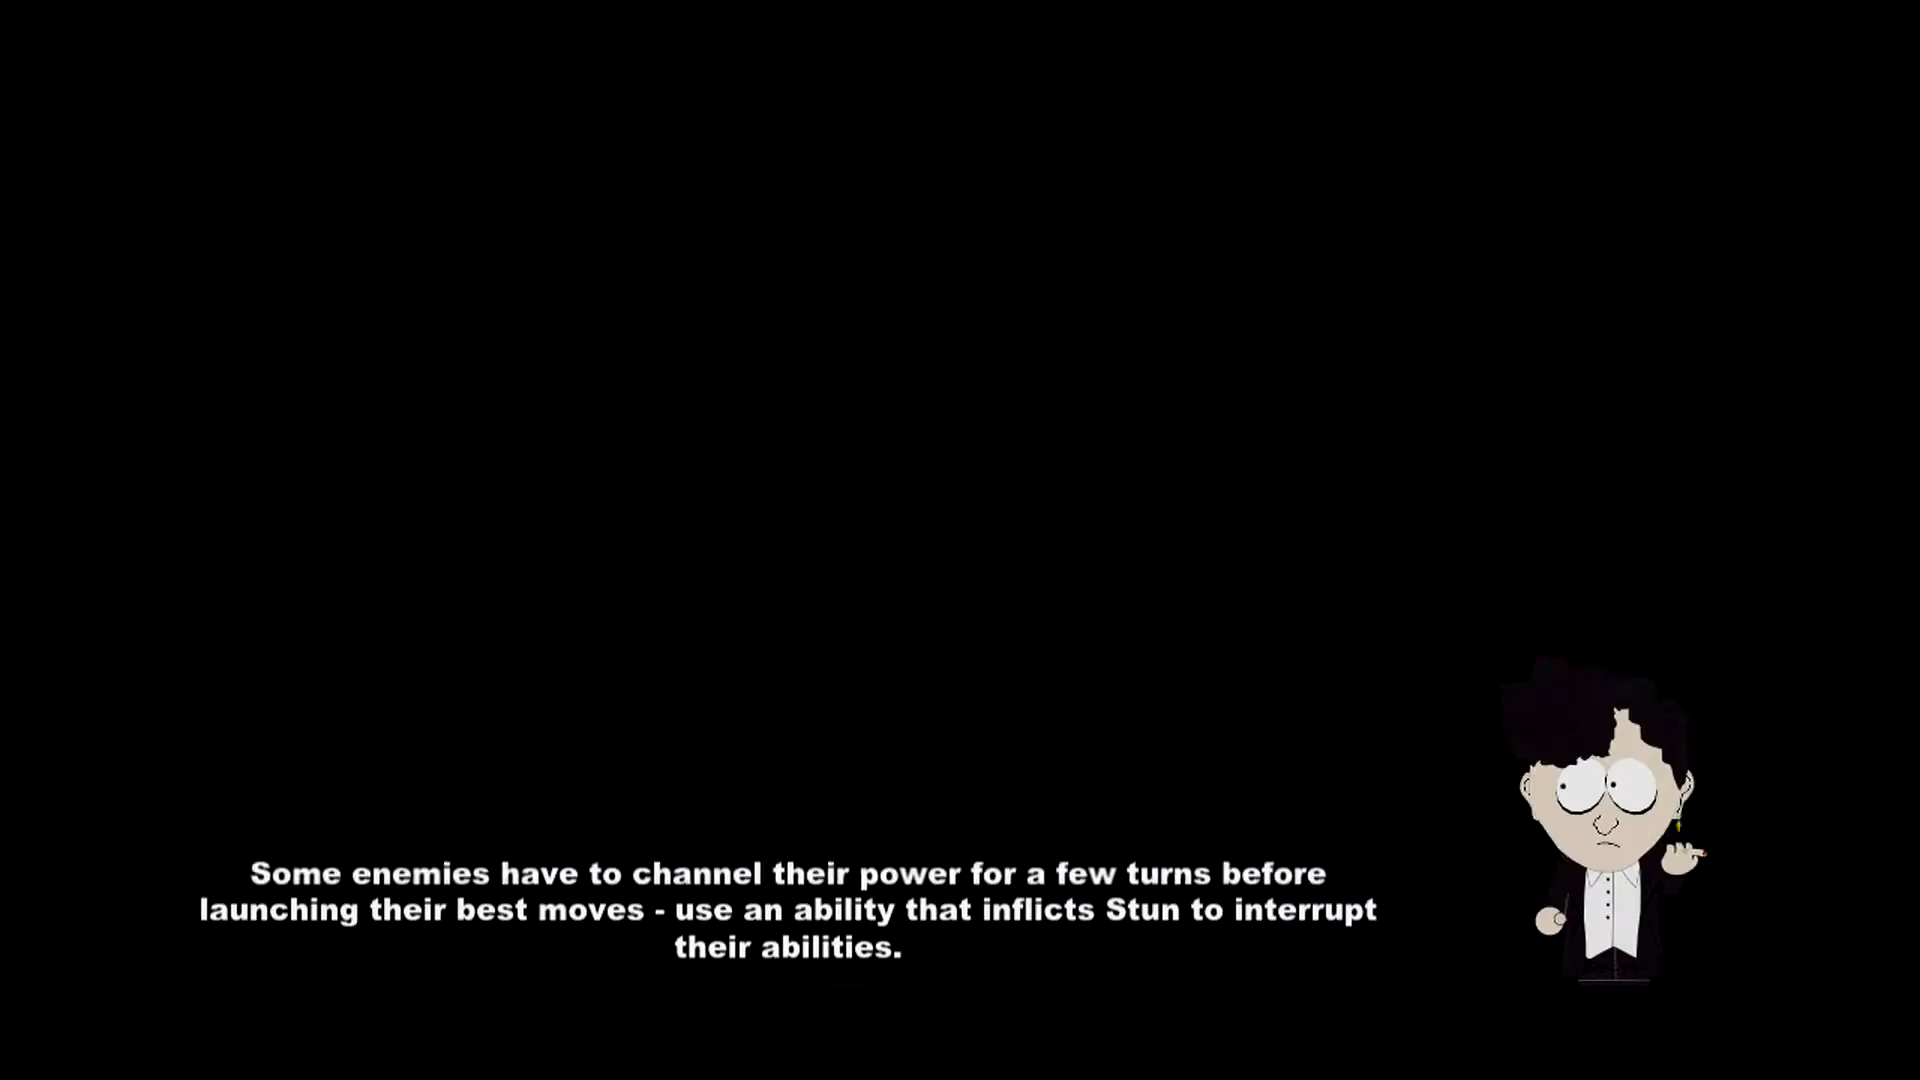 Some enemies have to channel their power for a few turns before
launching their best moves - use an ability that inflicts Stun to interrupt
their abilities.